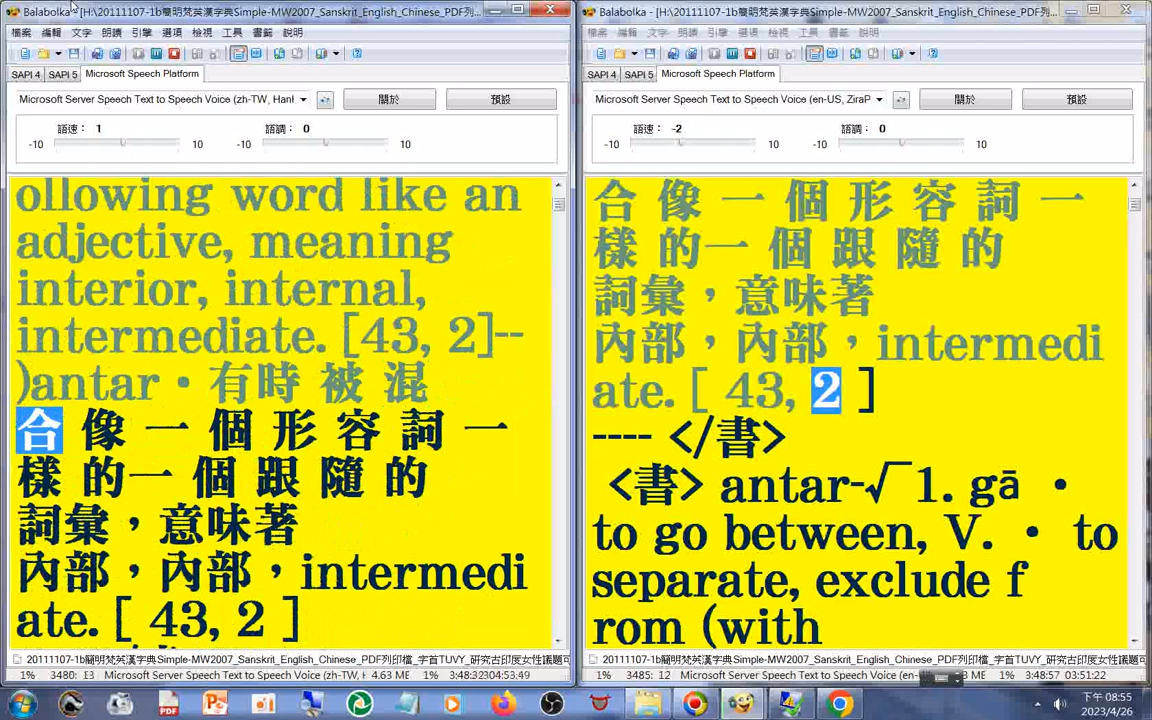 Balabolka - [H:\20111107-1b簡明梵英漢字典Simple-MW2007_Sanskrit_English_Chinese_PDF列...
檔案 編輯 文字 朗讀 引擎 選項 檢視 工具 書籤 說明
SAPI 4 SAPI 5 Microsoft Speech Platform
Microsoft Server Speech Text to Speech Voice (zh-TW, Hanl 關於 預設
語速： 1 語調： 0
-10 10 -10 10
ollowing word like an
adjective, meaning
interior, internal,
intermediate. [43, 2]--
)antar • 有時 被 混
合 像 一 個 形 容 詞 一
樣 的一 個 跟 隨 的
詞彙，意味著
內部，內部，intermedi
ate. [ 43, 2 ]
20111107-1b簡明梵英漢字典Simple-MW2007_Sanskrit_English_Chinese_PDF列印檔_字首TUVY_研究古印度女性議題可
1% 3480: 13 Microsoft Server Speech Text to Speech Voice (zh-TW, H 4.63 ME 1% 3:48:32304:53.49
Balabolka - [H:\20111107-1b簡明梵英漢字典Simple-MW2007_Sanskrit_English_Chinese_PDF列...
檔案 編輯 文字 朗讀 引擎 選項 檢視 工具 書籤 說明
SAPI 4 SAPI 5 Microsoft Speech Platform
Microsoft Server Speech Text to Speech Voice (en-US, ZiraP 關於 預設
語速： -2 語調： 0
-10 10 -10 10
合 像 一 個 形 容 詞 一
樣 的一 個 跟 隨 的
詞彙，意味著
內部，內部，intermedi
ate. [ 43, 2 ]
---- </書>
<書> antar-√ 1. gā •
to go between, V. • to
separate, exclude f
rom (with
20111107-1b簡明梵英漢字典Simple-MW2007_Sanskrit_English_Chinese_PDF列印檔_字首TUVY_研究古印度女性議題可
1% 3485: 12 Microsoft Server Speech Text to Speech Voice (en-US, 1% 3:48:57 03:51:22
下午 08:55
2023/4/26